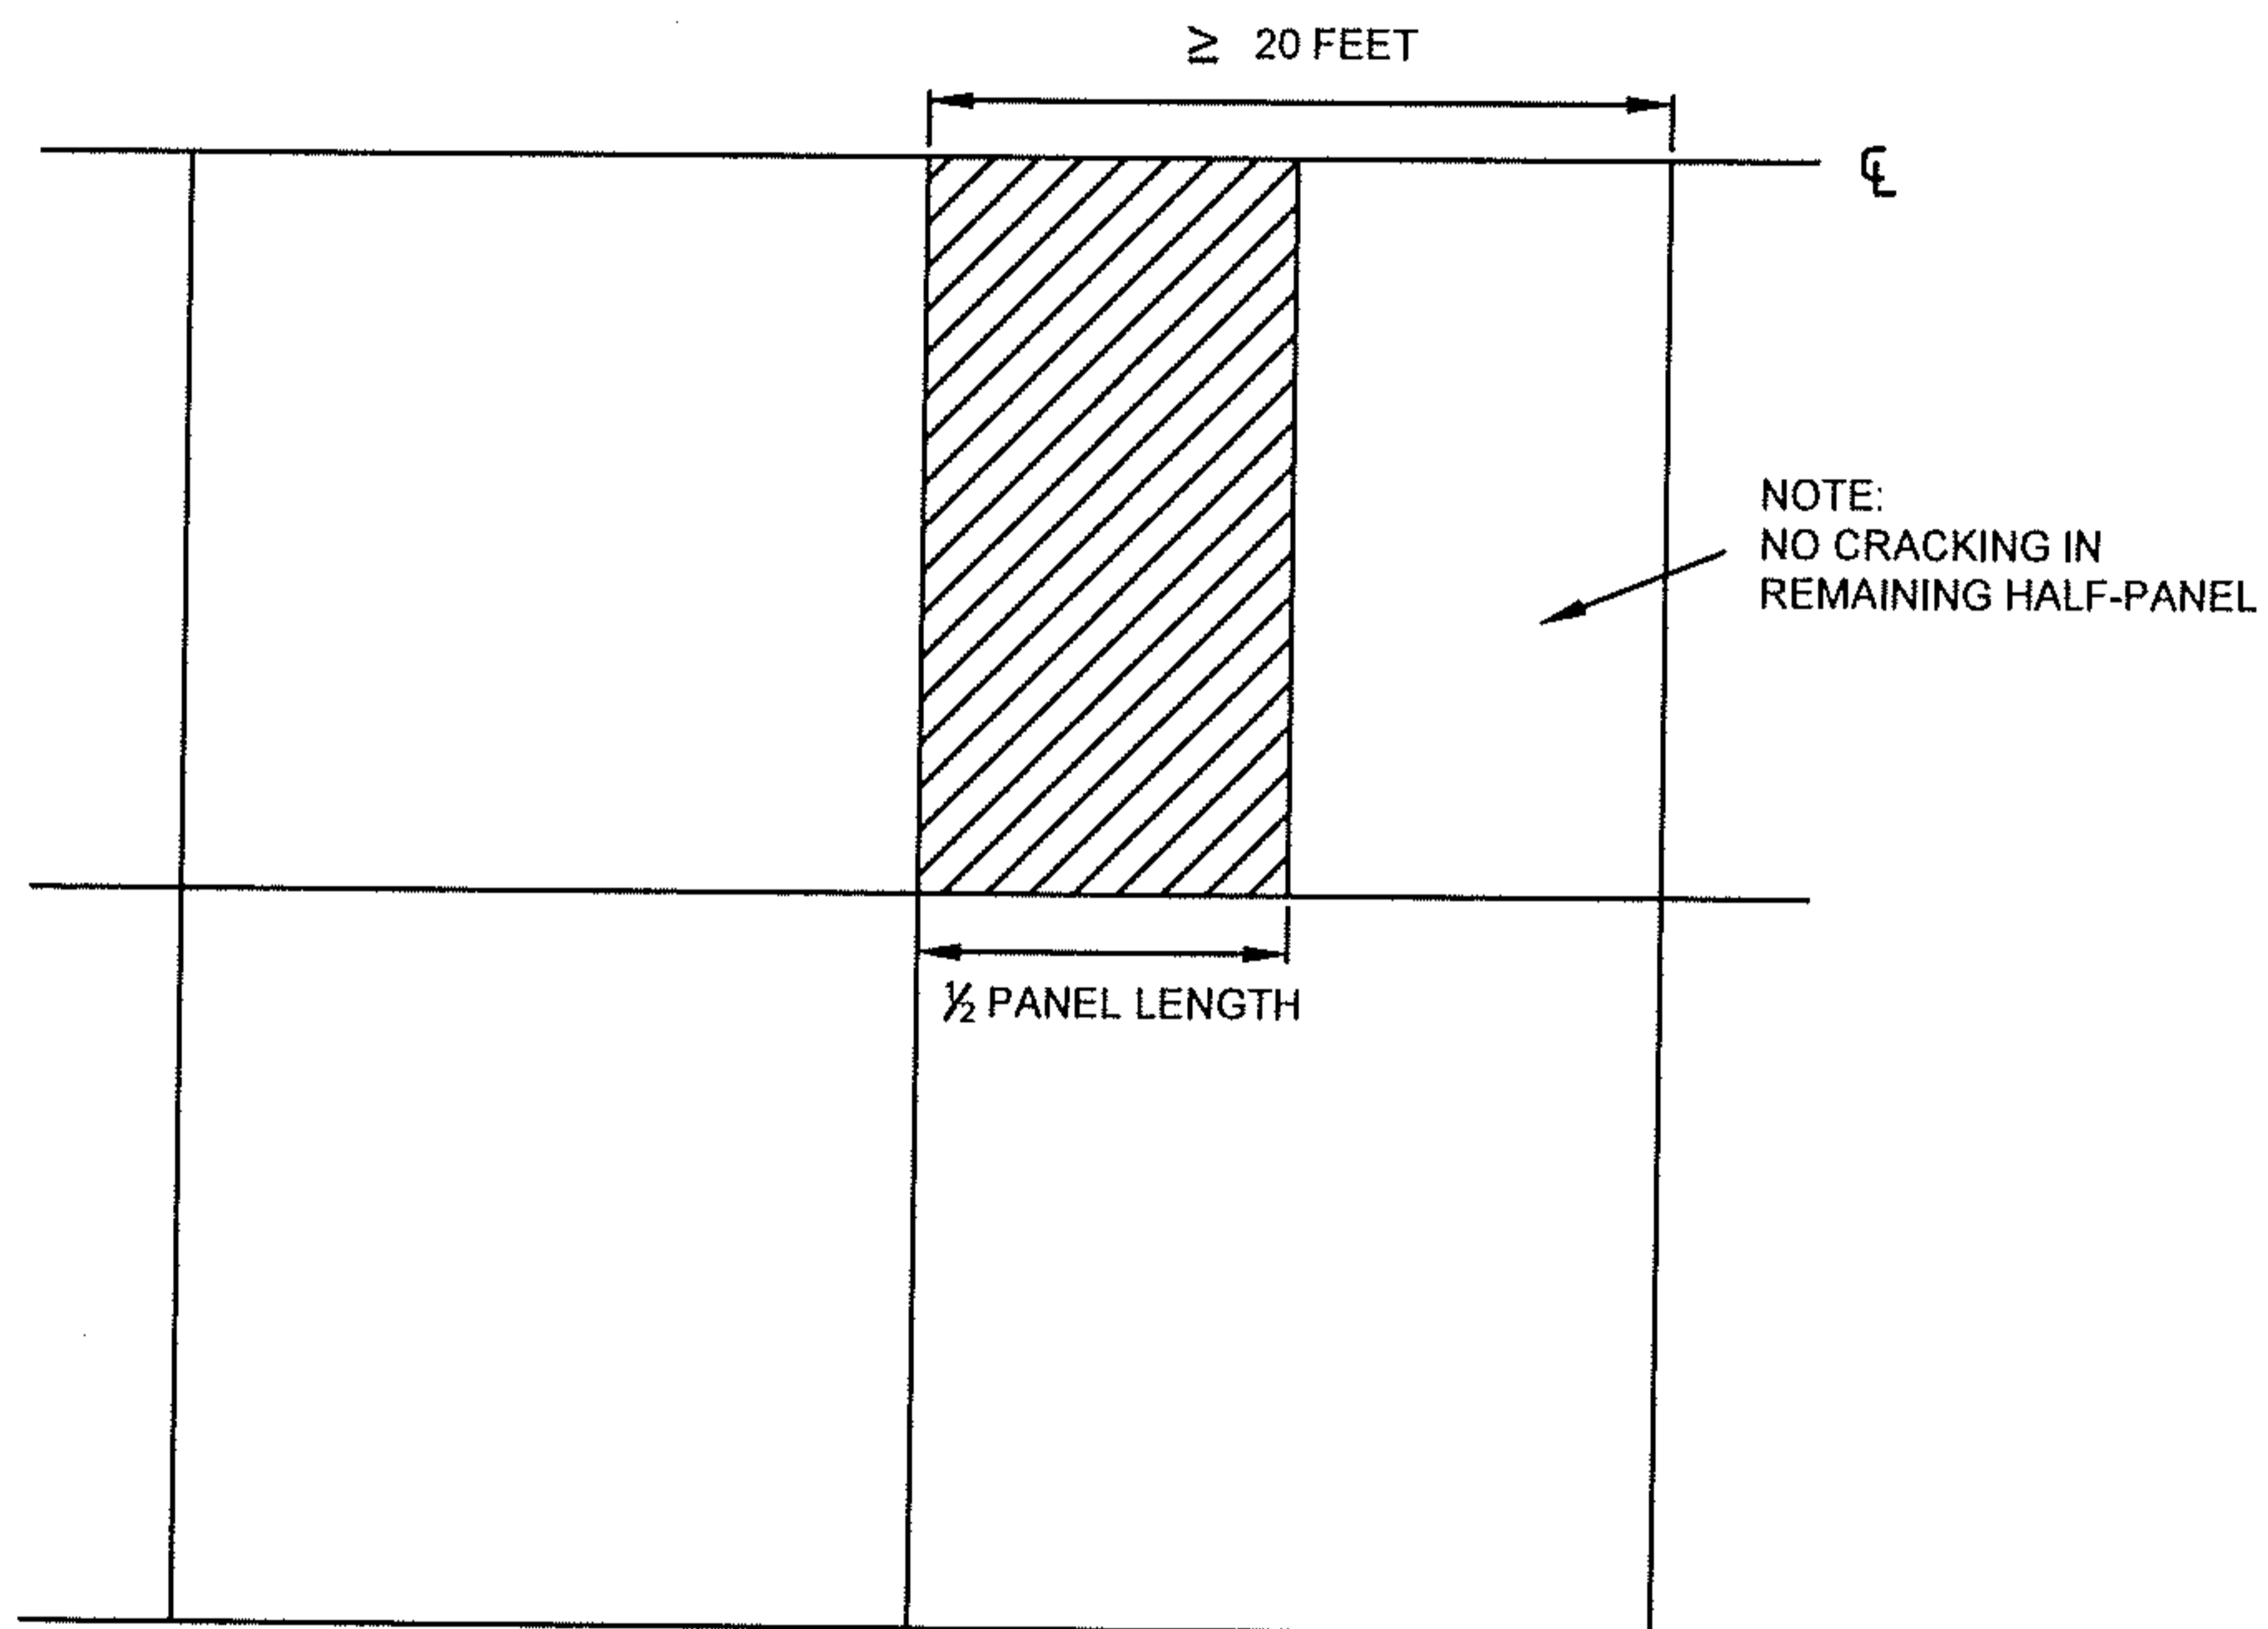 ≥ 20 FEET
℄
NOTE:
NO CRACKING IN
REMAINING HALF-PANEL
½ PANEL LENGTH